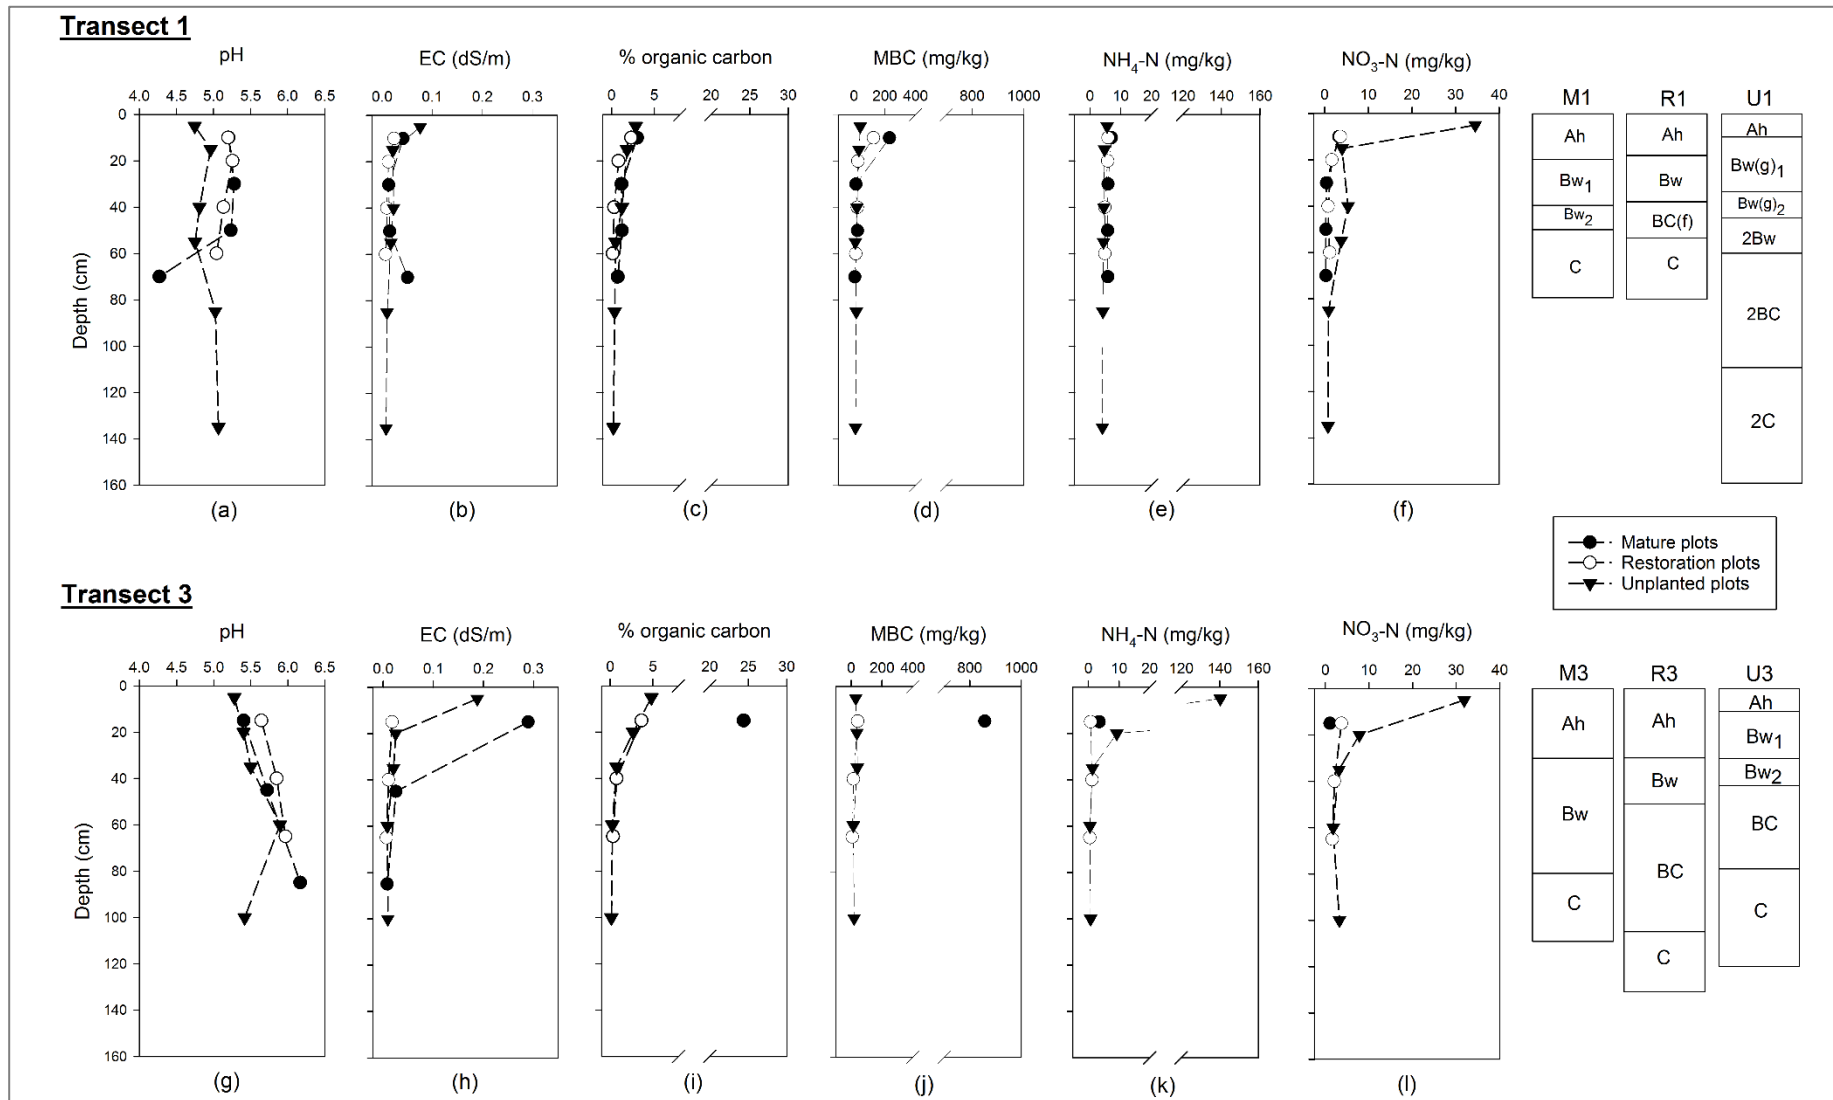 Transect 1
pH
EC (dS/m)
% organic carbon
MBC (mg/kg)
NH4-N (mg/kg)
NO3-N (mg/kg)
4.0 4.5 5.0 5.5 6.0 6.5
0.0 0.1 0.2 0.3
0 5 20 30
0 200 400 1000
0 10 20 120 140 160
0 10 20 30 40
M1 R1 U1
0
20
40
60
80
100
120
140
160
Depth (cm)
Ah
Bw1
Bw2
C
Ah
Bw
BC(f)
C
Ah
Bw(g)1
Bw(g)2
2Bw
2BC
2C
(a) (b) (c) (d) (e) (f)
Mature plots
Restoration plots
Unplanted plots
Transect 3
pH
EC (dS/m)
% organic carbon
MBC (mg/kg)
NH4-N (mg/kg)
NO3-N (mg/kg)
4.0 4.5 5.0 5.5 6.0 6.5
0.0 0.1 0.2 0.3
0 5 20 30
0 200 400 1000
0 10 20 120 140 160
0 10 20 30 40
M3 R3 U3
0
20
40
60
80
100
120
140
160
Depth (cm)
Ah
Bw
C
Ah
Bw
BC
C
Ah
Bw1
Bw2
BC
C
(g) (h) (i) (j) (k) (l)